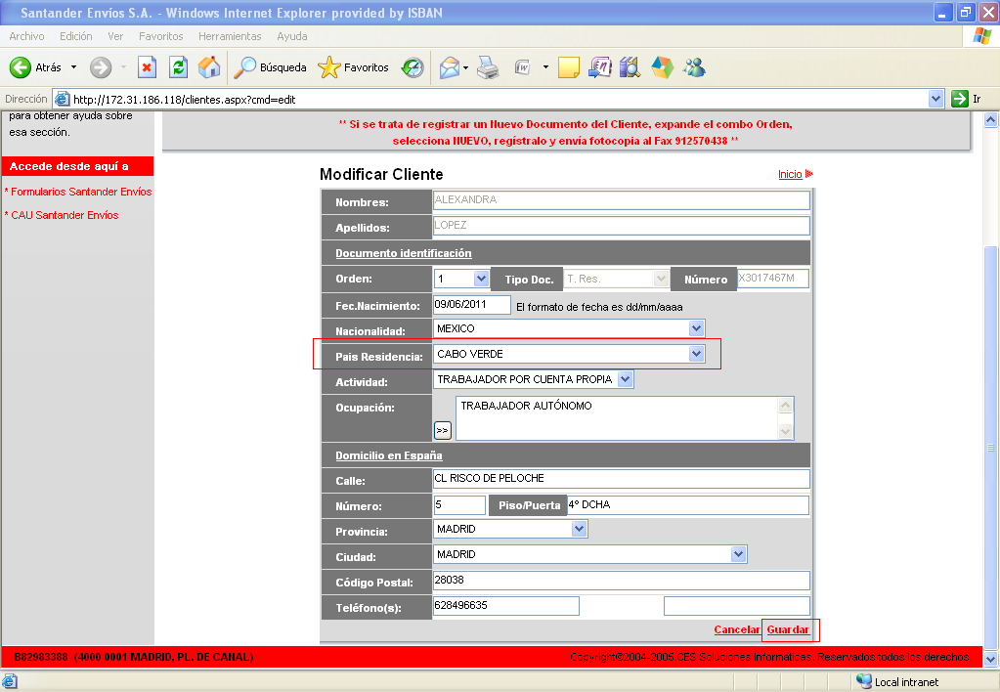 Santander Envíos S.A. - Windows Internet Explorer provided by ISBAN
Archivo Edición Ver Favoritos Herramientas Ayuda
Atrás Búsqueda Favoritos
Dirección http://172.31.186.118/clientes.aspx?cmd=edit Ir
para obtener ayuda sobre
esa sección.
Accede desde aquí a
* Formularios Santander Envíos
* CAU Santander Envíos
** Si se trata de registrar un Nuevo Documento del Cliente, expande el combo Orden,
selecciona NUEVO, regístralo y envía fotocopia al Fax 912570438 **
Modificar Cliente Inicio
Nombres: ALEXANDRA
Apellidos: LOPEZ
Documento identificación
Orden: 1 Tipo Doc. T. Res. Número X3017467M
Fec.Nacimiento: 09/06/2011 El formato de fecha es dd/mm/aaaa
Nacionalidad: MEXICO
Pais Residencia: CABO VERDE
Actividad: TRABAJADOR POR CUENTA PROPIA
Ocupación: TRABAJADOR AUTÓNOMO
>>
Domicilio en España
Calle: CL RISCO DE PELOCHE
Número: 5 Piso/Puerta 4º DCHA
Provincia: MADRID
Ciudad: MADRID
Código Postal: 28038
Teléfono(s): 628496635
Cancelar Guardar
B82983388 (4000 0001 MADRID, PL. DE CANAL) Copyright©2004-2005 CES Soluciones Informaticas. Reservados todos los derechos.
Local intranet